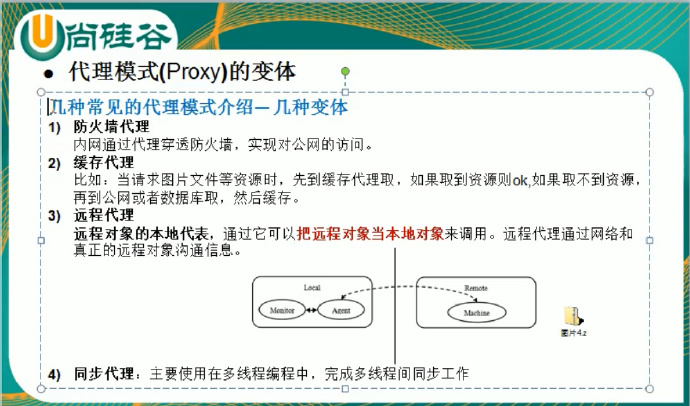 尚硅谷
● 代理模式(Proxy)的变体
几种常见的代理模式介绍— 几种变体
1) 防火墙代理
内网通过代理穿透防火墙，实现对公网的访问。
2) 缓存代理
比如：当请求图片文件等资源时，先到缓存代理取，如果取到资源则ok,如果取不到资源，
再到公网或者数据库取，然后缓存。
3) 远程代理
远程对象的本地代表，通过它可以把远程对象当本地对象来调用。远程代理通过网络和
真正的远程对象沟通信息。
Local
Remote
Monitor
Agent
Machine
图片4.z
4) 同步代理：主要使用在多线程编程中，完成多线程间同步工作